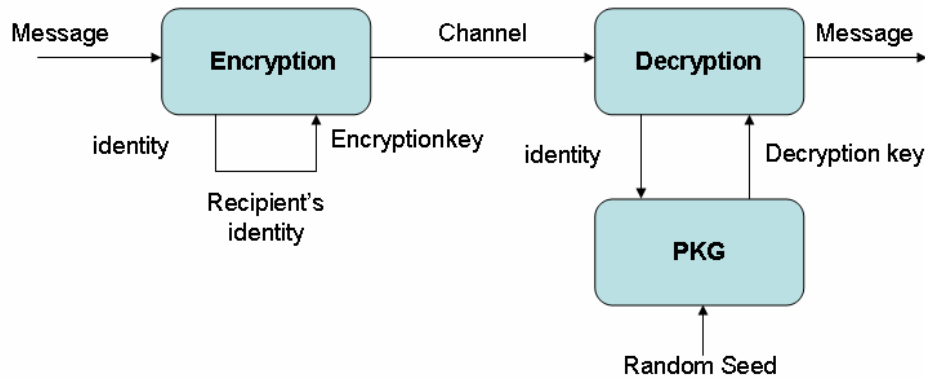 Message
Encryption
Channel
Decryption
Message
identity
Encryptionkey
Recipient's
identity
identity
Decryption key
PKG
Random Seed